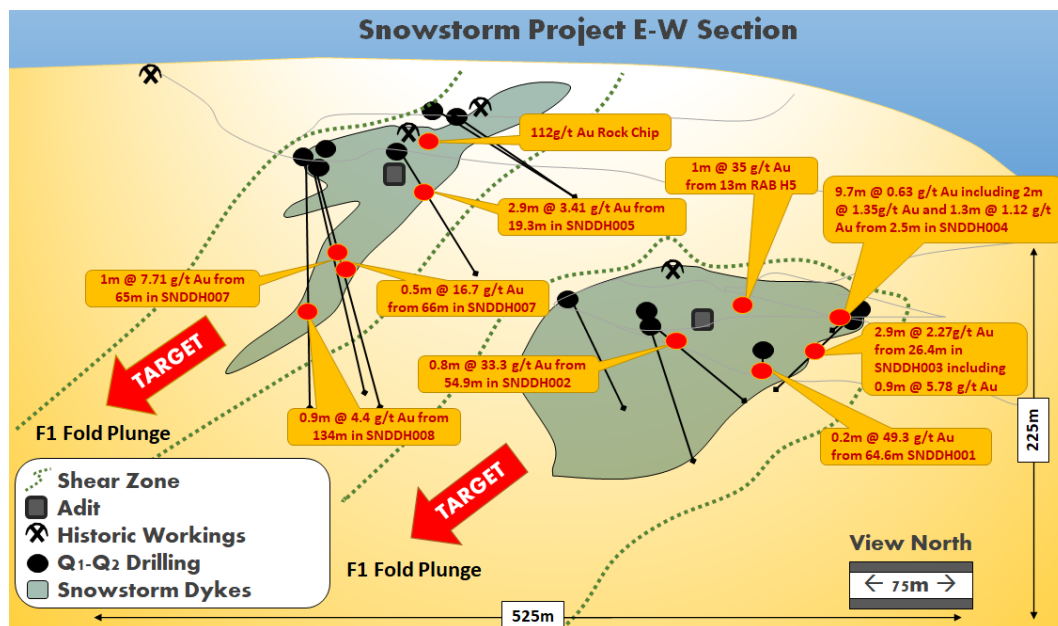 Snowstorm Project E-W Section
112g/t Au Rock Chip
1m @ 35 g/t Au
from 13m RAB H5
9.7m @ 0.63 g/t Au including 2m
@ 1.35g/t Au and 1.3m @ 1.12 g/t
Au from 2.5m in SNDDH004
2.9m @ 3.41 g/t Au from
19.3m in SNDDH005
1m @ 7.71 g/t Au from
65m in SNDDH007
0.5m @ 16.7 g/t Au
from 66m in SNDDH007
2.9m @ 2.27g/t Au
from 26.4m in
SNDDH003 including
0.9m @ 5.78 g/t Au
0.8m @ 33.3 g/t Au from
54.9m in SNDDH002
TARGET
0.9m @ 4.4 g/t Au from
134m in SNDDH008
0.2m @ 49.3 g/t Au
from 64.6m SNDDH001
225m
F1 Fold Plunge
TARGET
F1 Fold Plunge
Shear Zone
Adit
Historic Workings
Q1-Q2 Drilling
Snowstorm Dykes
View North
← 75m →
525m